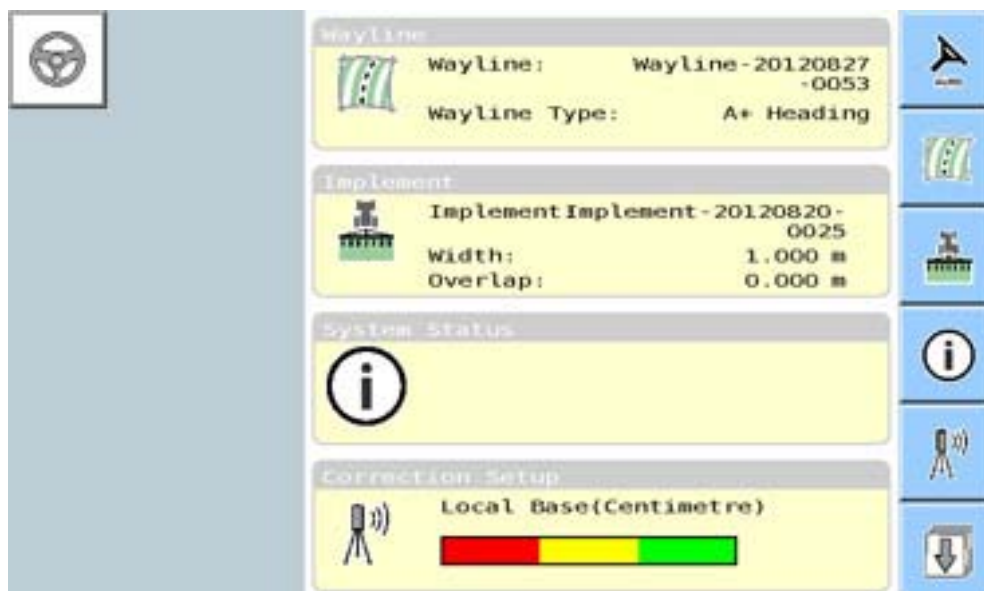 Wayline
Wayline: Wayline-20120827
-0053
Wayline Type: A+ Heading
Implement
Implement Implement-20120820-
0025
Width: 1.000 m
Overlap: 0.000 m
System Status
Correction Setup
Local Base(Centimetre)